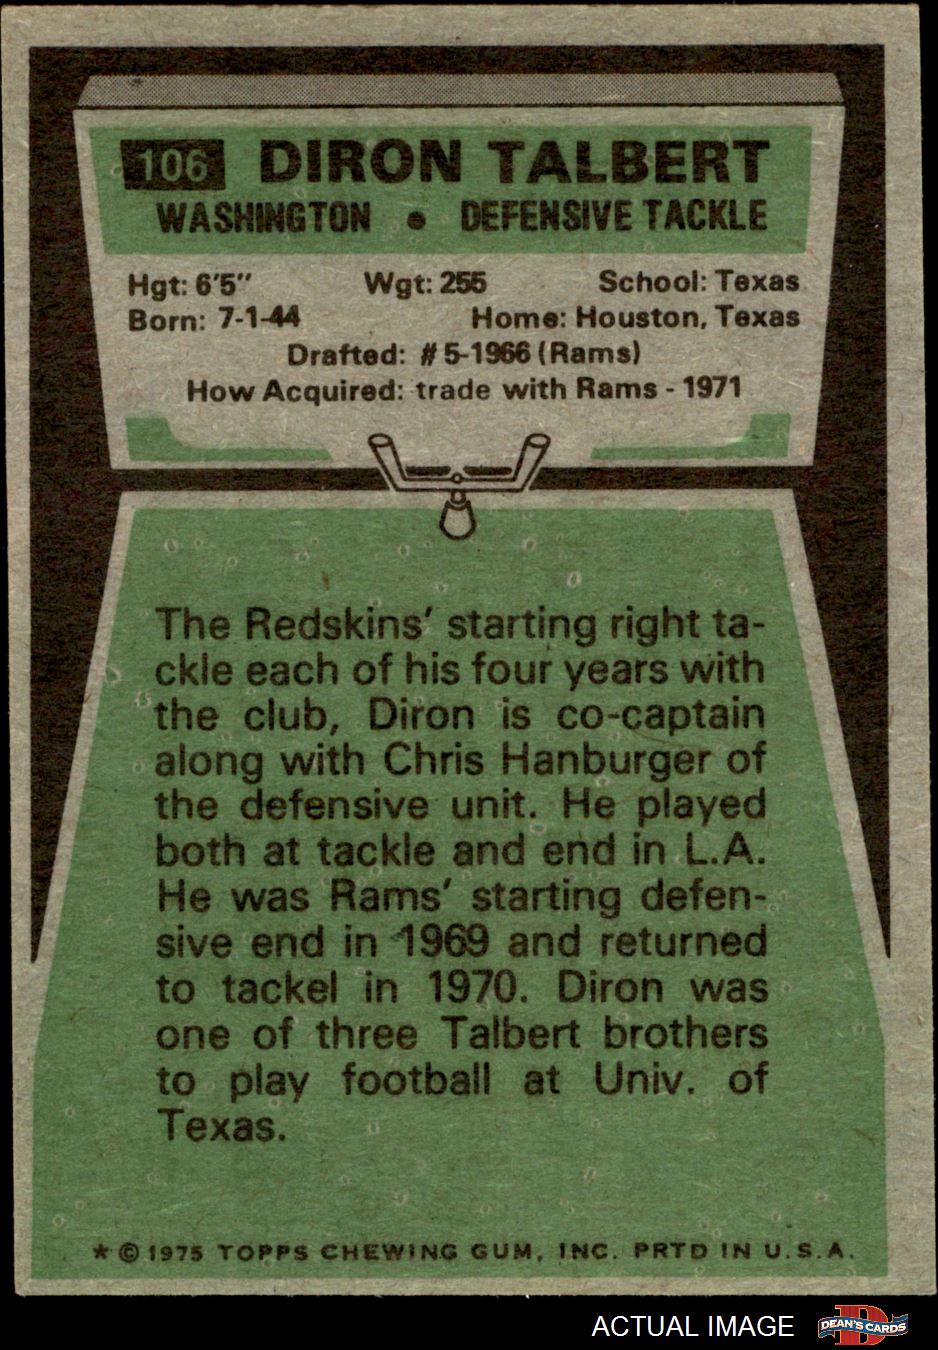 106 DIRON TALBERT
WASHINGTON • DEFENSIVE TACKLE
Hgt: 6'5" Wgt: 255 School: Texas
Born: 7-1-44 Home: Houston, Texas
Drafted: #5-1966 (Rams)
How Acquired: trade with Rams - 1971
The Redskins' starting right ta-
ckle each of his four years with
the club, Diron is co-captain
along with Chris Hanburger of
the defensive unit. He played
both at tackle and end in L.A.
He was Rams' starting defen-
sive end in 1969 and returned
to tackel in 1970. Diron was
one of three Talbert brothers
to play football at Univ. of
Texas.
* © 1975 TOPPS CHEWING GUM, INC. PRTD IN U.S.A.
ACTUAL IMAGE D DEAN'S CARDS